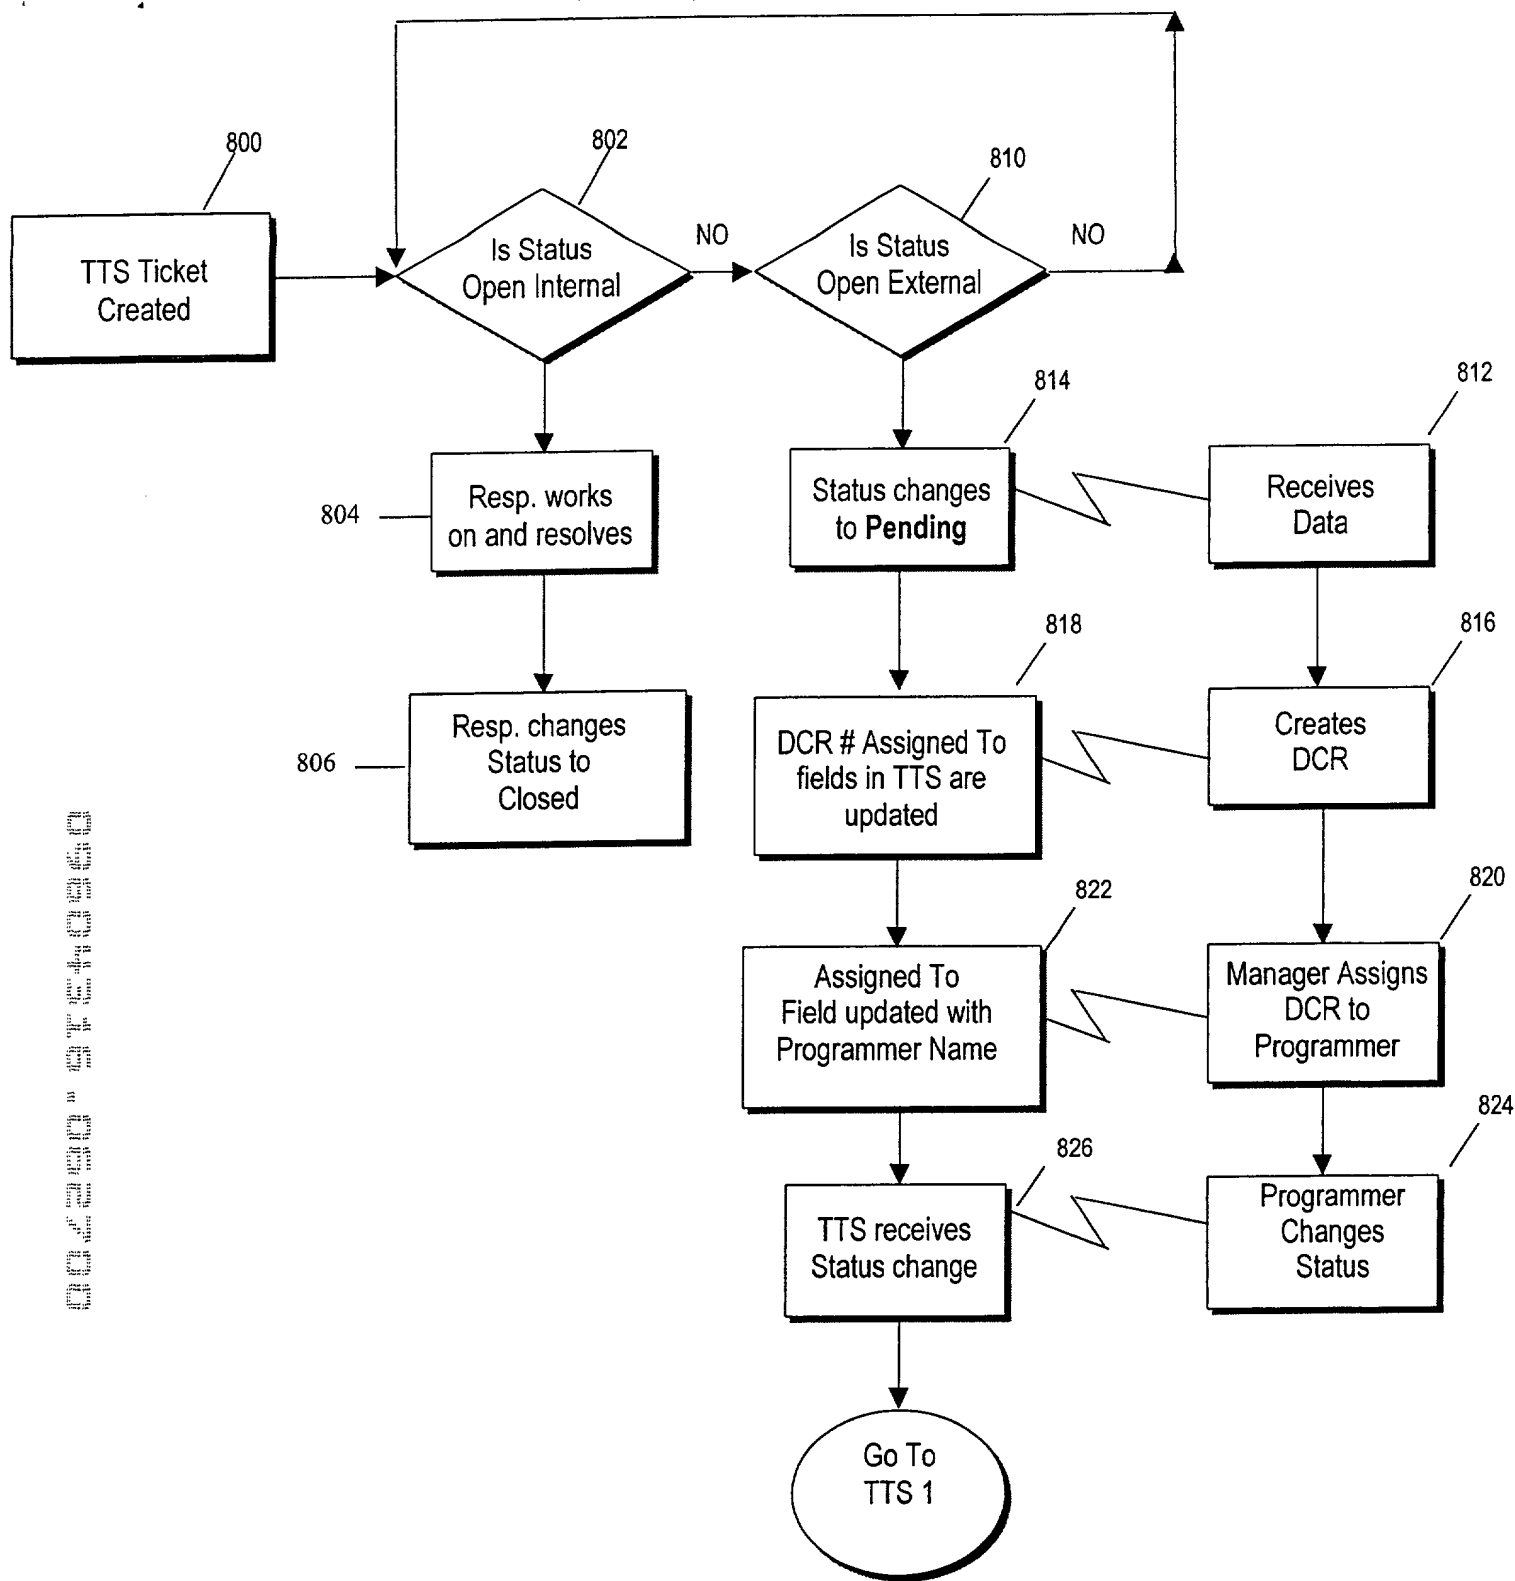 800
802
810
TTS Ticket
Created
Is Status
Open Internal
NO
Is Status
Open External
NO
814
812
804
Resp. works
on and resolves
Status changes
to Pending
Receives
Data
818
816
806
Resp. changes
Status to
Closed
DCR # Assigned To
fields in TTS are
updated
Creates
DCR
822
820
Assigned To
Field updated with
Programmer Name
Manager Assigns
DCR to
Programmer
826
824
TTS receives
Status change
Programmer
Changes
Status
Go To
TTS 1
09604316.062700